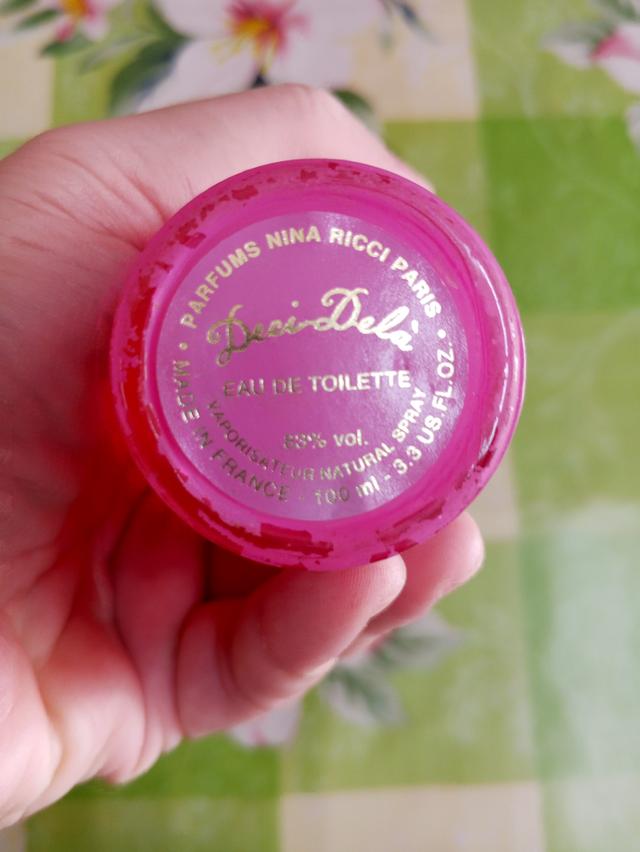 • PARFUMS NINA RICCI PARIS •
Deci-Delà
EAU DE TOILETTE
83% vol.
VAPORISATEUR NATURAL SPRAY
MADE IN FRANCE - 100 ml - 3.3 US.FL.OZ.